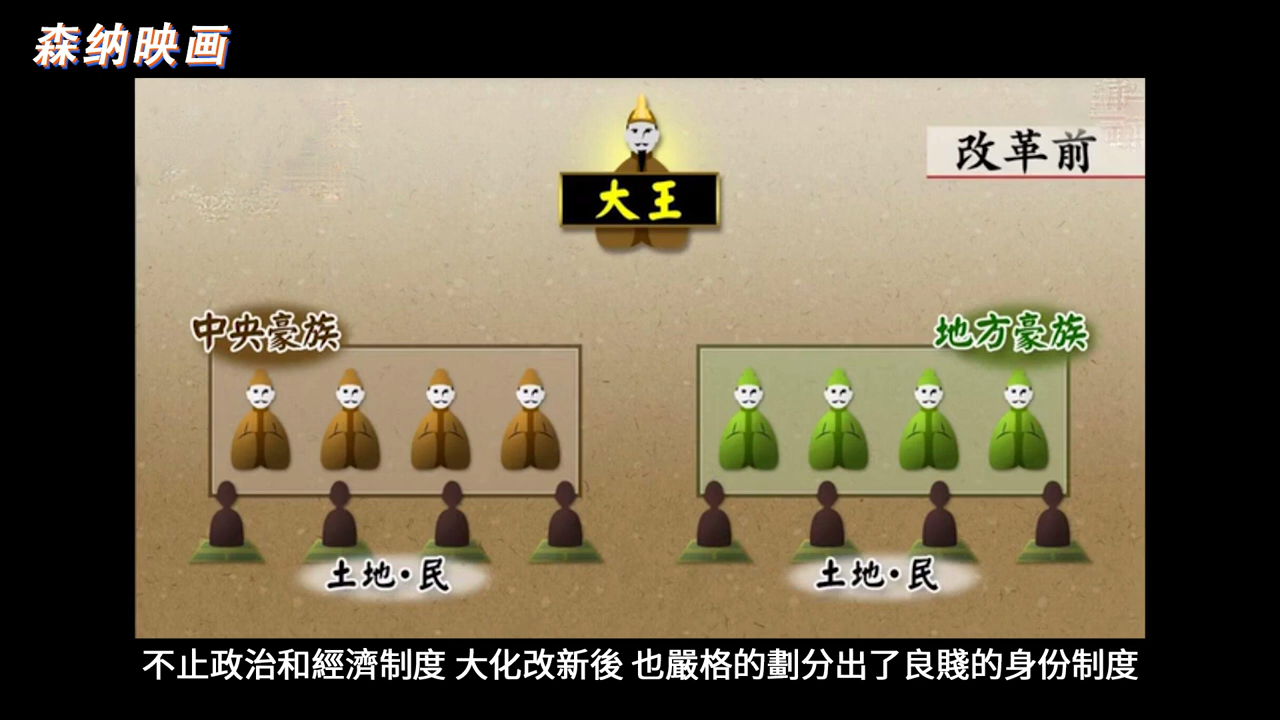 森纳映画
大王
改革前
中央豪族
地方豪族
土地・民
土地・民
不止政治和經濟制度 大化改新後 也嚴格的劃分出了良賤的身份制度